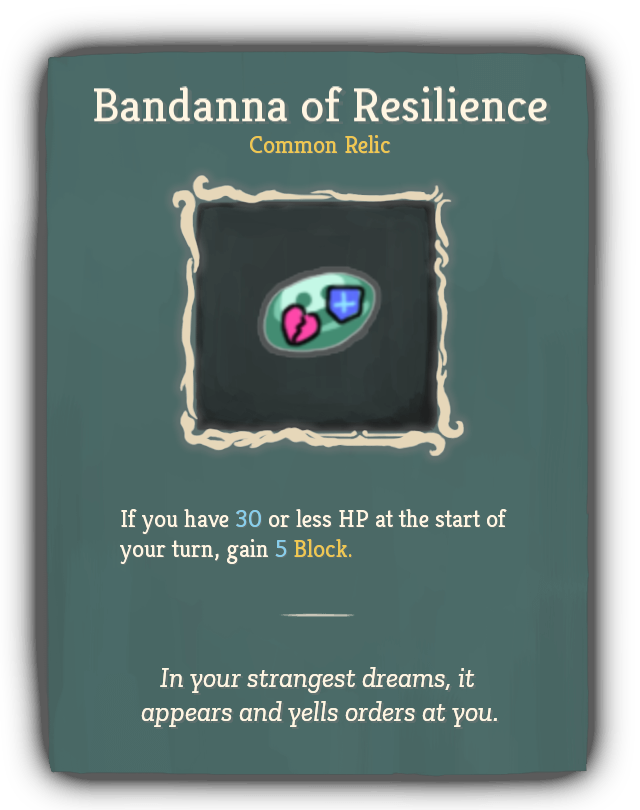 Bandanna of Resilience
Common Relic
If you have 30 or less HP at the start of
your turn, gain 5 Block.
In your strangest dreams, it
appears and yells orders at you.